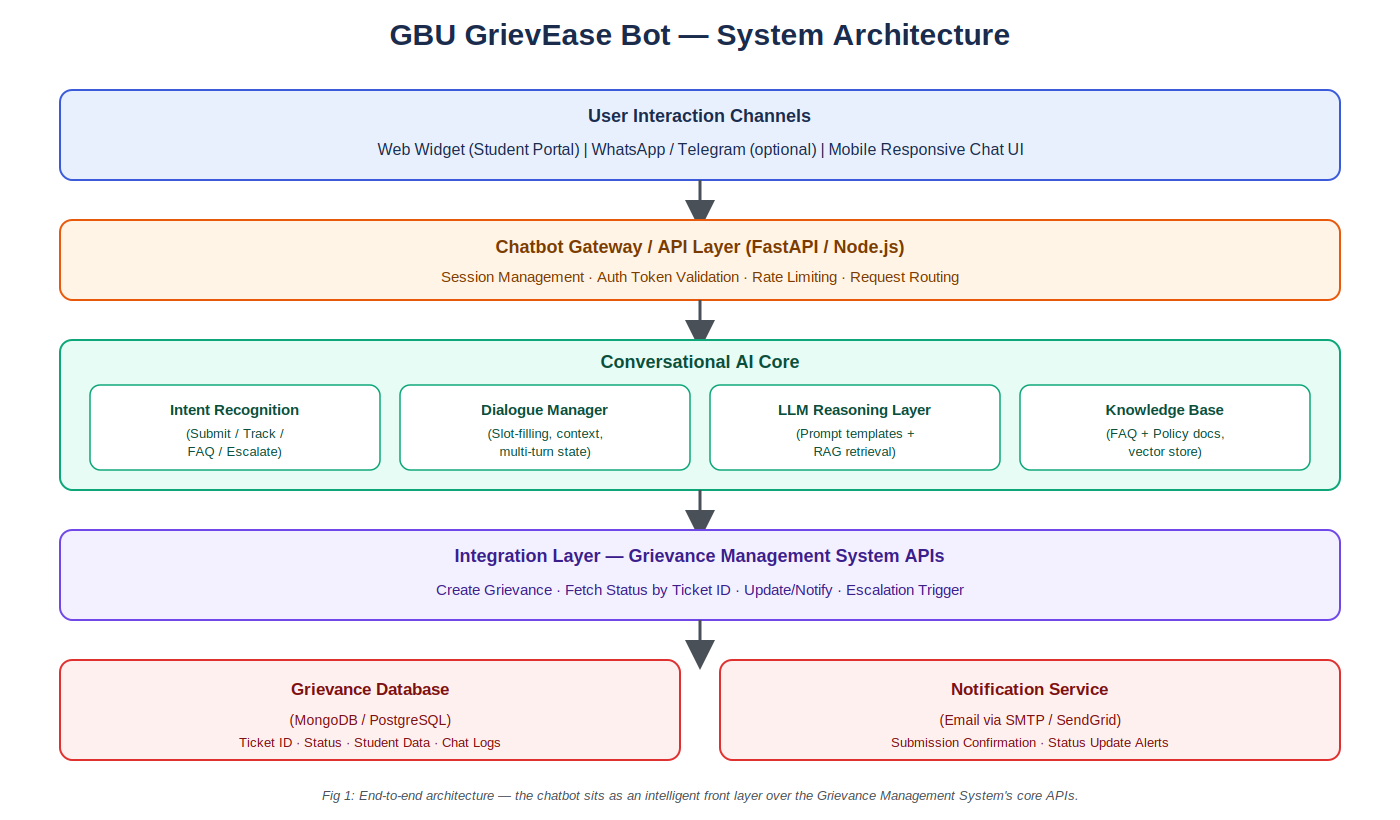 GBU GrievEase Bot — System Architecture
User Interaction Channels
Web Widget (Student Portal) | WhatsApp / Telegram (optional) | Mobile Responsive Chat UI
Chatbot Gateway / API Layer (FastAPI / Node.js)
Session Management · Auth Token Validation · Rate Limiting · Request Routing
Conversational AI Core
Intent Recognition
(Submit / Track /
FAQ / Escalate)
Dialogue Manager
(Slot-filling, context,
multi-turn state)
LLM Reasoning Layer
(Prompt templates +
RAG retrieval)
Knowledge Base
(FAQ + Policy docs,
vector store)
Integration Layer — Grievance Management System APIs
Create Grievance · Fetch Status by Ticket ID · Update/Notify · Escalation Trigger
Grievance Database
(MongoDB / PostgreSQL)
Ticket ID · Status · Student Data · Chat Logs
Notification Service
(Email via SMTP / SendGrid)
Submission Confirmation · Status Update Alerts
Fig 1: End-to-end architecture — the chatbot sits as an intelligent front layer over the Grievance Management System's core APIs.